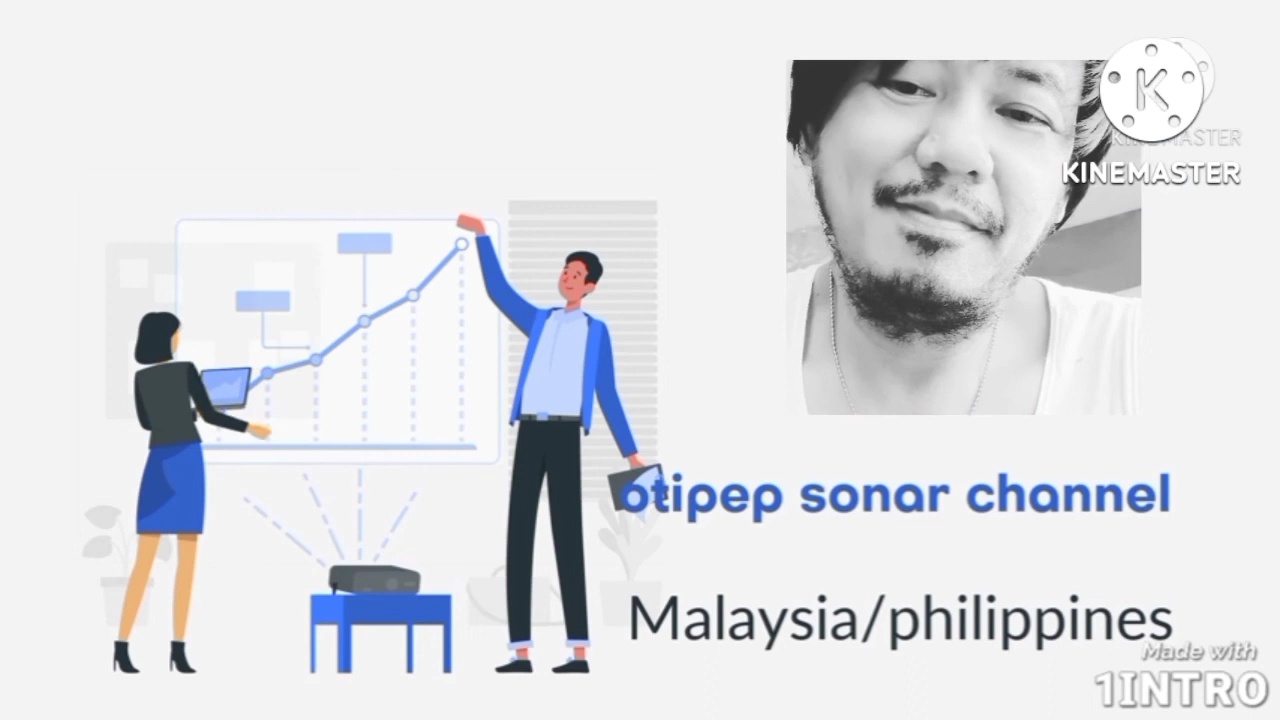 KINEMASTER
KINEMASTER
otipep sonar channel
Malaysia/philippines
Made with
1INTRO